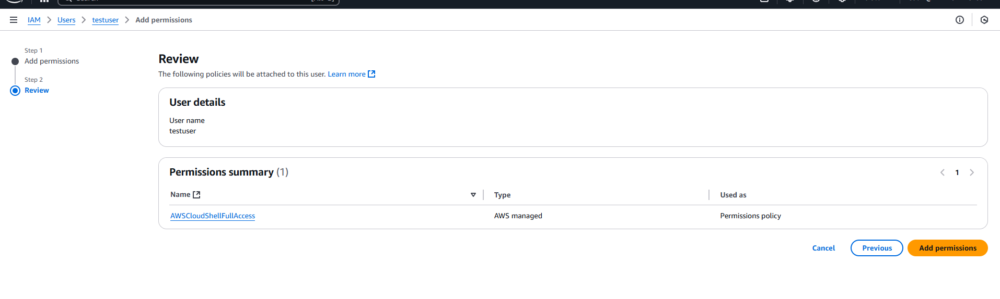 IAM > Users > testuser > Add permissions
Step 1
Add permissions
Step 2
Review
Review
The following policies will be attached to this user. Learn more
User details
User name
testuser
Permissions summary (1)
1
Name Type Used as
AWSCloudShellFullAccess AWS managed Permissions policy
Cancel Previous Add permissions